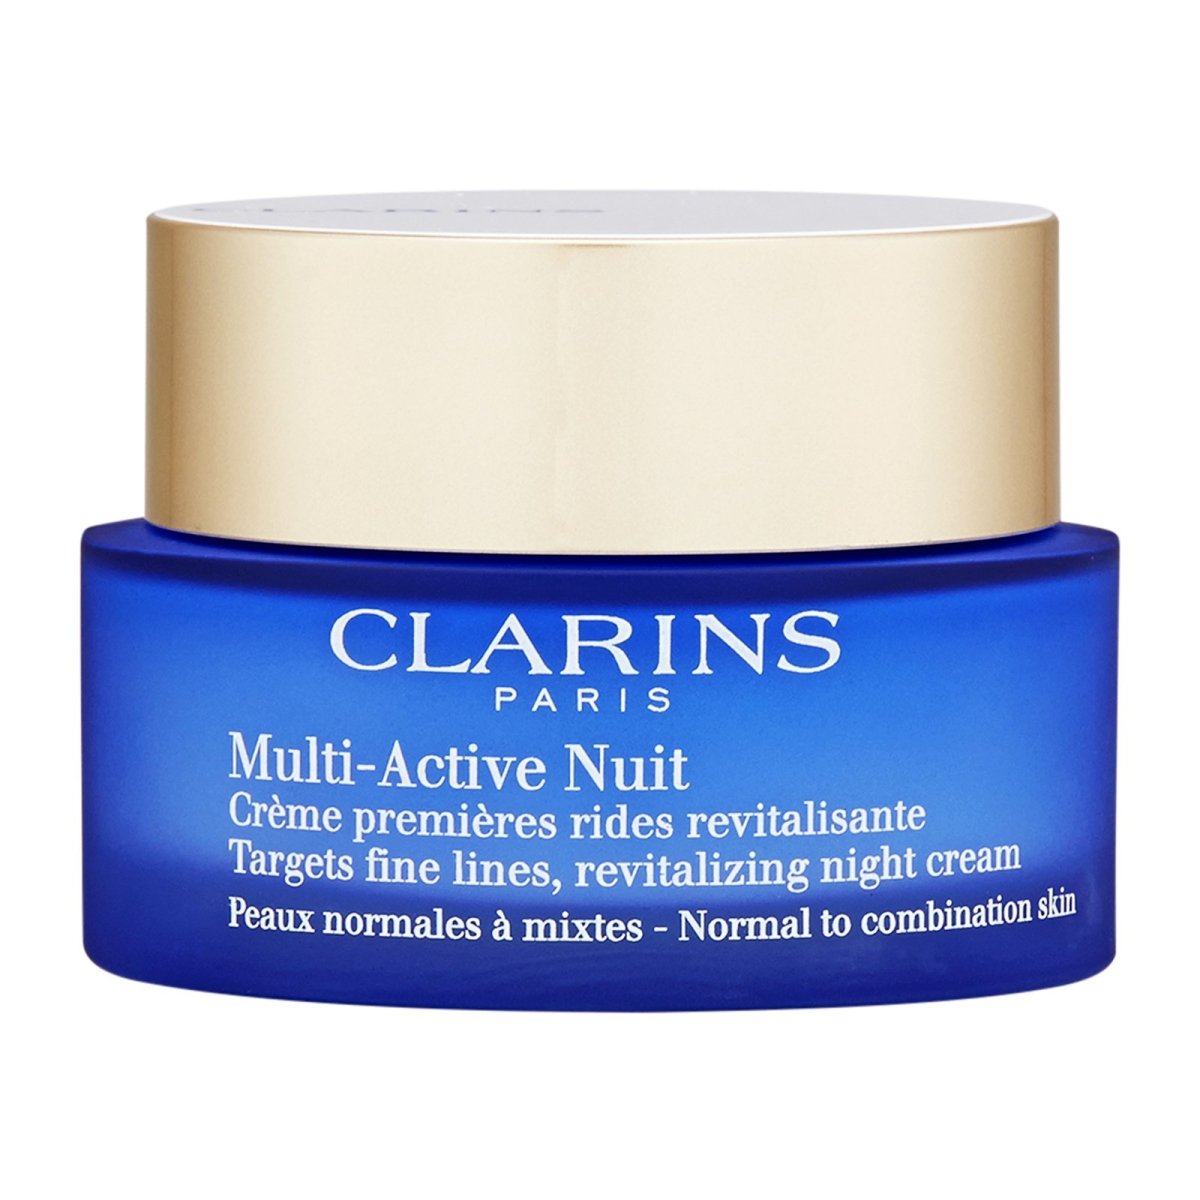 CLARINS
CLARINS
PARIS
Multi-Active Nuit
Crème premières rides revitalisante
Targets fine lines, revitalizing night cream
Peaux normales à mixtes - Normal to combination skin